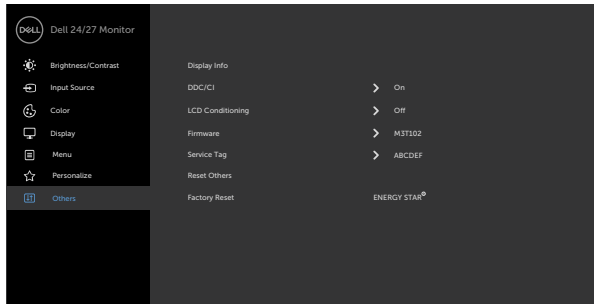 DELL Dell 24/27 Monitor
Brightness/Contrast Display Info
Input Source DDC/CI On
Color LCD Conditioning Off
Display Firmware M3T102
Menu Service Tag ABCDEF
Personalize Reset Others
Others Factory Reset ENERGY STAR®